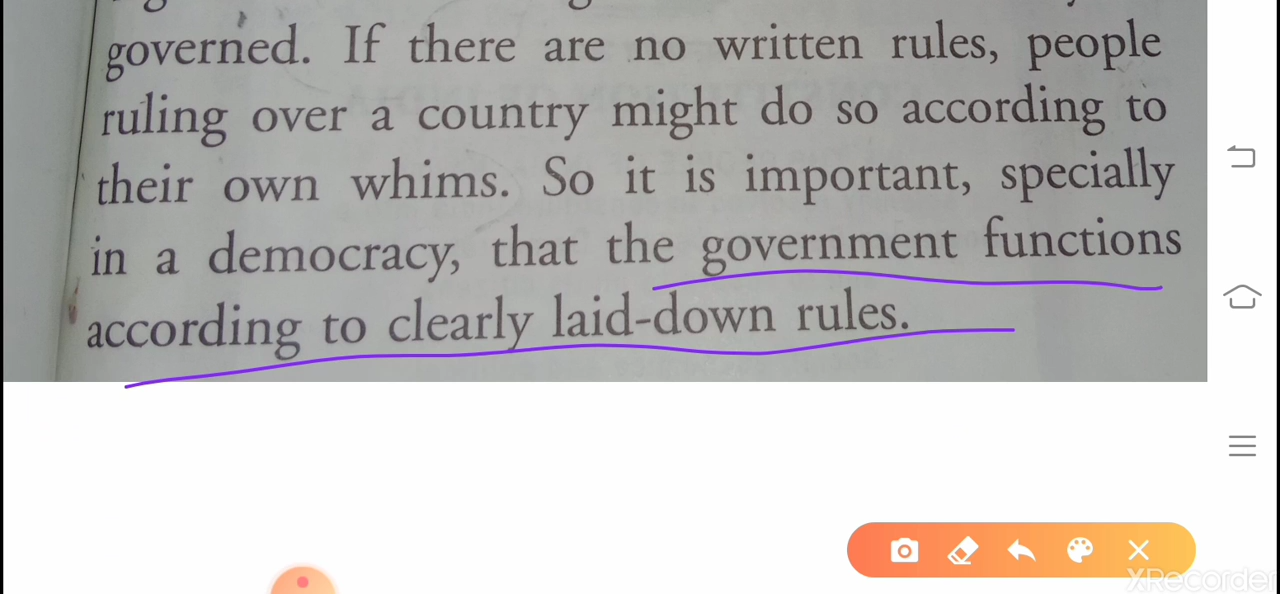 governed. If there are no written rules, people
ruling over a country might do so according to
their own whims. So it is important, specially
in a democracy, that the government functions
according to clearly laid-down rules.
XRecorder